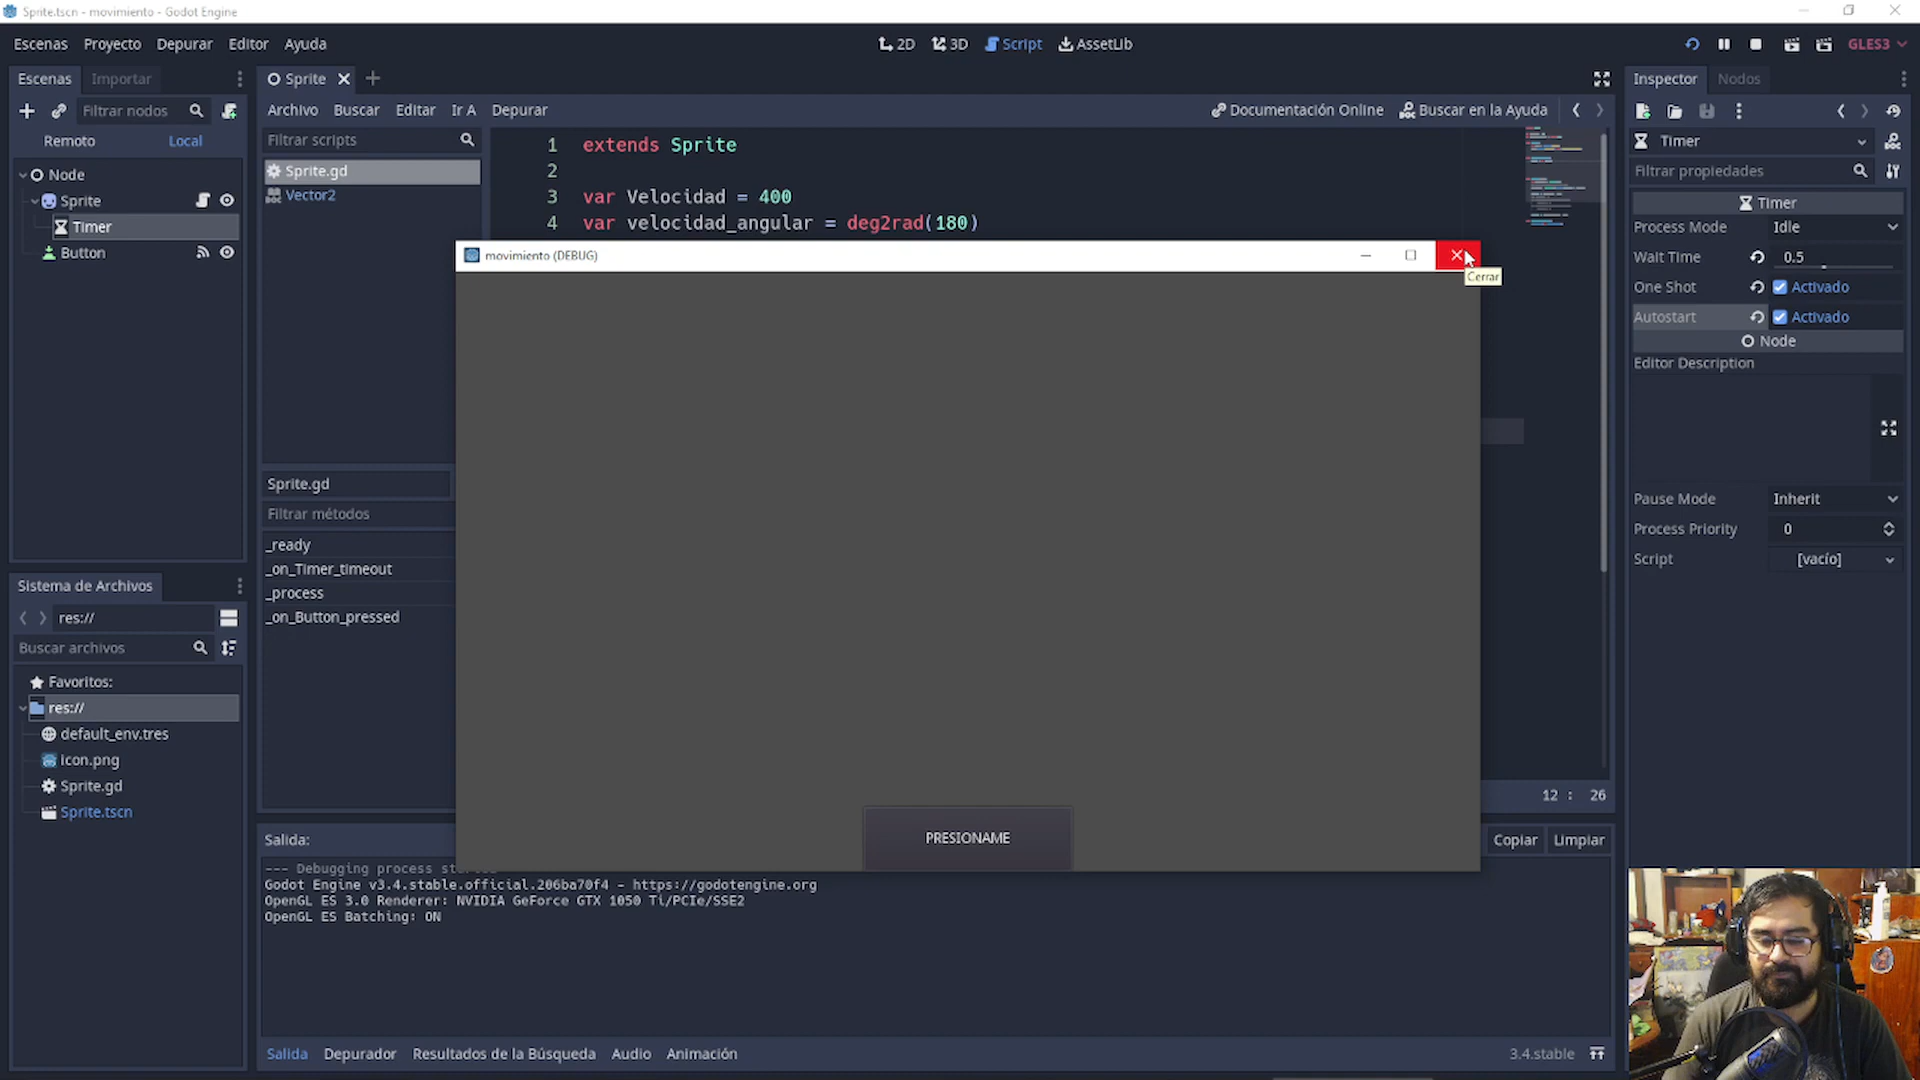 Sprite.tscn - movimiento - Godot Engine
Escenas Proyecto Depurar Editor Ayuda
2D 3D Script AssetLib
GLES3
Escenas Importar
Sprite
Inspector Nodos
Filtrar nodos
Archivo Buscar Editar Ir A Depurar
Documentación Online Buscar en la Ayuda
Remoto Local
Filtrar scripts
Timer
Node
Sprite
Timer
Button
Sprite.gd
Vector2
1 extends Sprite
2
3 var Velocidad = 400
4 var velocidad_angular = deg2rad(180)
Filtrar propiedades
Timer
Process Mode Idle
Wait Time 0.5
One Shot Activado
Autostart Activado
Node
Editor Description
Pause Mode Inherit
Process Priority 0
Script [vacío]
movimiento (DEBUG)
Cerrar
PRESIONAME
Sprite.gd
Filtrar métodos
_ready
_on_Timer_timeout
_process
_on_Button_pressed
Sistema de Archivos
res://
Buscar archivos
Favoritos:
res://
default_env.tres
icon.png
Sprite.gd
Sprite.tscn
12 : 26
Salida:
Copiar Limpiar
--- Debugging process
Godot Engine v3.4.stable.official.206ba70f4 - https://godotengine.org
OpenGL ES 3.0 Renderer: NVIDIA GeForce GTX 1050 Ti/PCIe/SSE2
OpenGL ES Batching: ON
Salida Depurador Resultados de la Búsqueda Audio Animación
3.4.stable